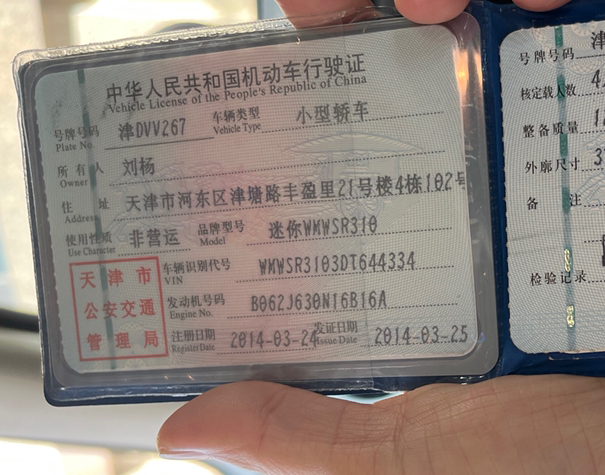 中华人民共和国机动车行驶证
Vehicle License of the People's Republic of China
号牌号码 津DVV267 车辆类型 小型轿车
Plate No. Vehicle Type
所有人 刘杨
Owner
住址 天津市河东区津塘路丰盈里21号楼4栋102号
Address
使用性质 非营运 品牌型号 迷你WMWSR310
Use Character Model
天津市
公安交通
管理局
车辆识别代号 WMWSR3103DT644334
VIN
发动机号码 B062J630N16B16A
Engine No.
注册日期 2014-03-24 发证日期 2014-03-25
Register Date Issue Date
号牌号码 津
核定载人数 4
整备质量 1
外廓尺寸 3
备注
检验记录